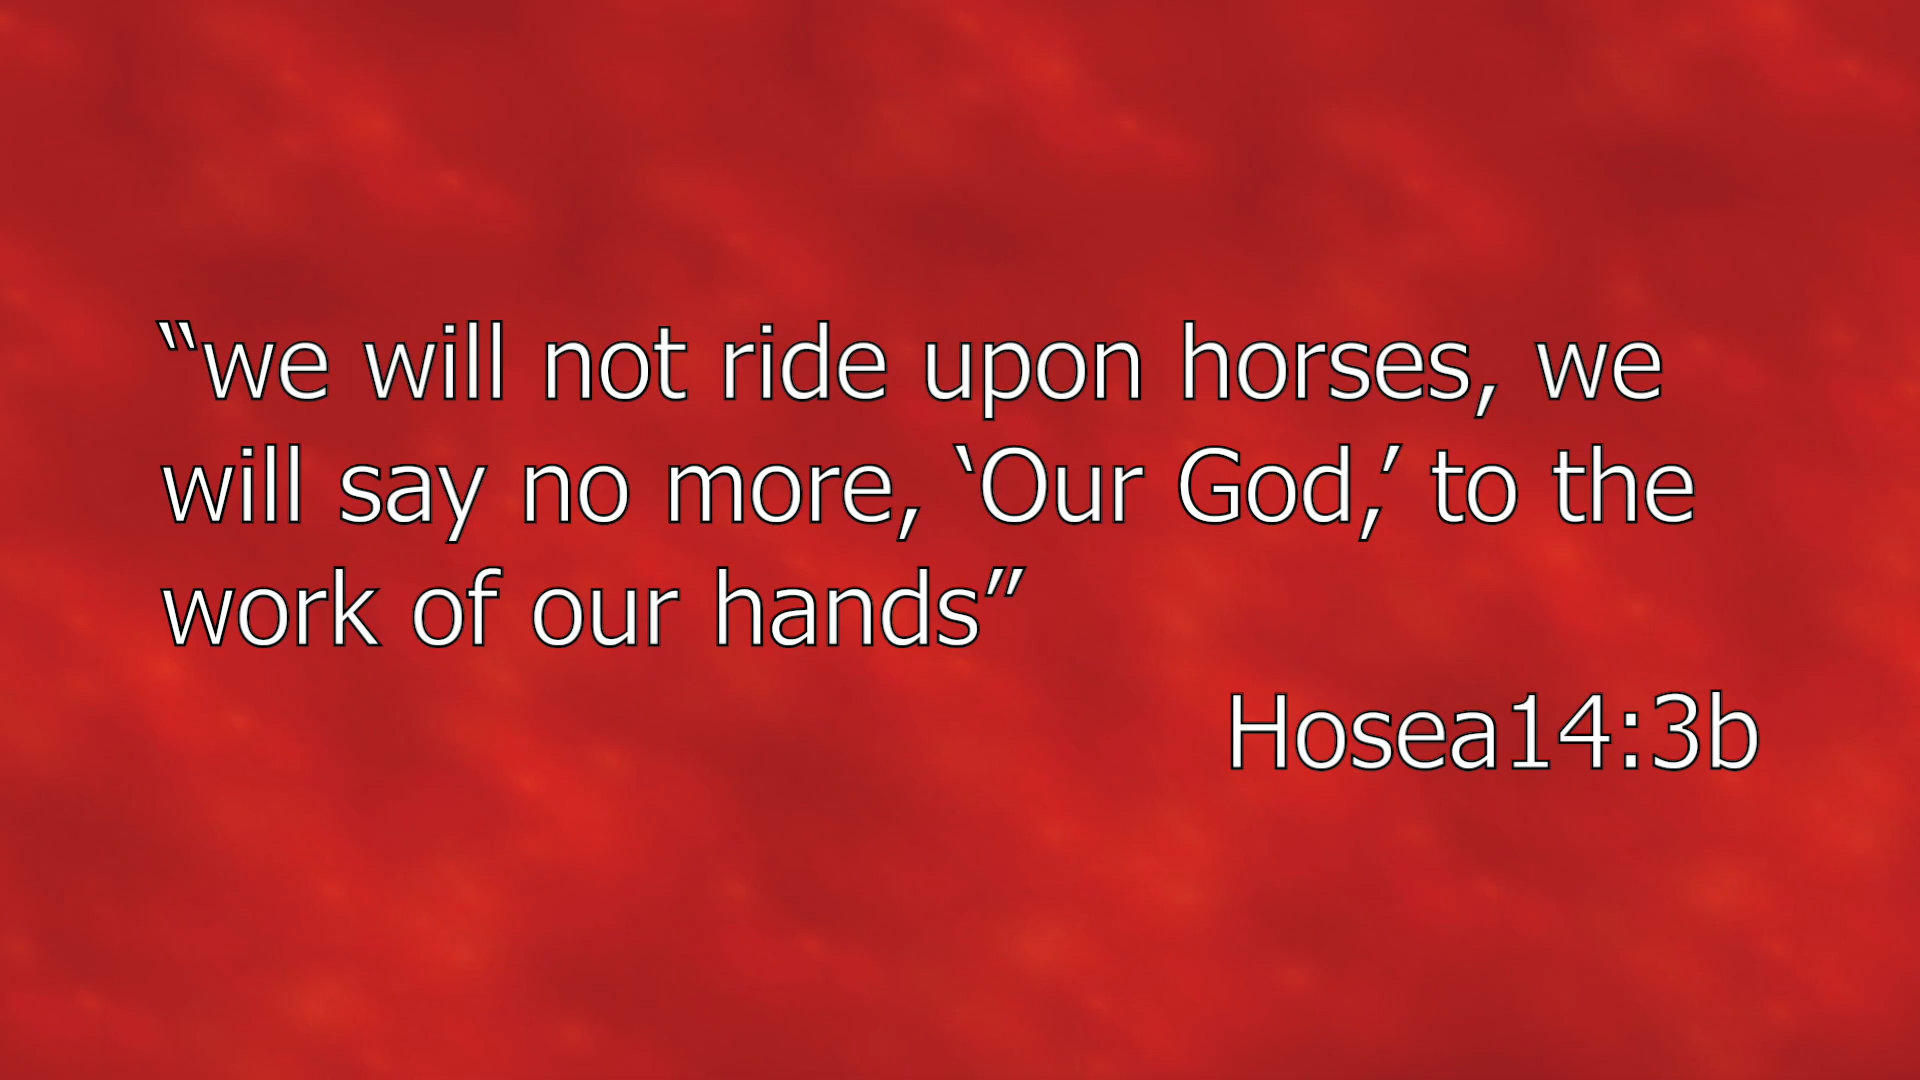 “we will not ride upon horses, we
will say no more, ‘Our God,’ to the
work of our hands”
Hosea14:3b